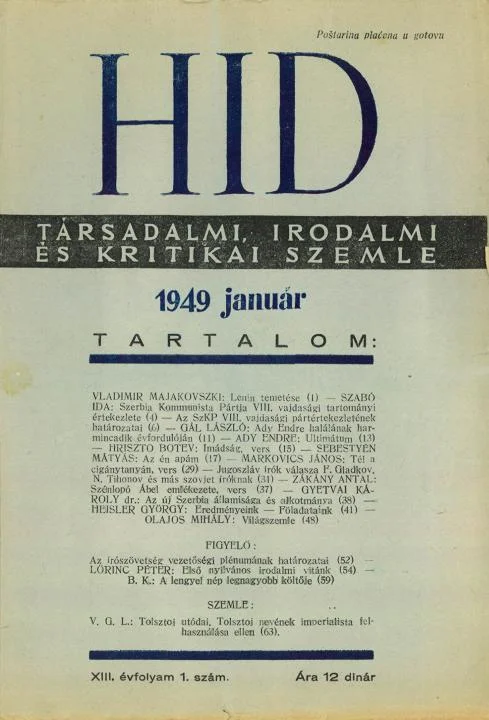 Poštarina plaćena u gotovu
HID
TÁRSADALMI, IRODALMI
ÉS KRITIKAI SZEMLE
1949 január
TARTALOM:
VLADIMIR MAJAKOVSZKI: Lenin temetése (1) — SZABÓ
IDA: Szerbia Kommunista Pártja VIII. vajdasági tartományi
értekezlete (4) — Az SzKP VIII. vajdasági pártértekezletének
határozatai (6) — GÁL LÁSZLÓ: Ady Endre halálának har-
mincadik évfordulóján (11) — ADY ENDRE: Ultimátum (13)
— HRISZTO BOTEV: Imádság, vers (15) — SEBESTYÉN
MÁTYÁS: Az én apám (17) — MARKOVICS JÁNOS: Tél a
cigánytanyán, vers (29) — Jugoszláv írók válasza F. Gladkov,
N. Tihonov és más szovjet íróknak (31) — ZÁKÁNY ANTAL:
Szénlopó Ábel emlékezete, vers (37) — GYETVAI KÁ-
ROLY dr.: Az új Szerbia államisága és alkotmánya (38) —
HEISLER GYÖRGY: Eredményeink — Föladataink (41) —
OLAJOS MIHÁLY: Világszemle (48)
FIGYELŐ:
Az írószövetség vezetőségi plénumának határozatai (52) —
LŐRINC PÉTER: Első nyilvános irodalmi vitánk (54) —
B. K.: A lengyel nép legnagyobb költője (59)
SZEMLE:
V. G. L.: Tolsztoj utódai, Tolsztoj nevének imperialista fel-
használása ellen (63).
XIII. évfolyam 1. szám.
Ára 12 dinár